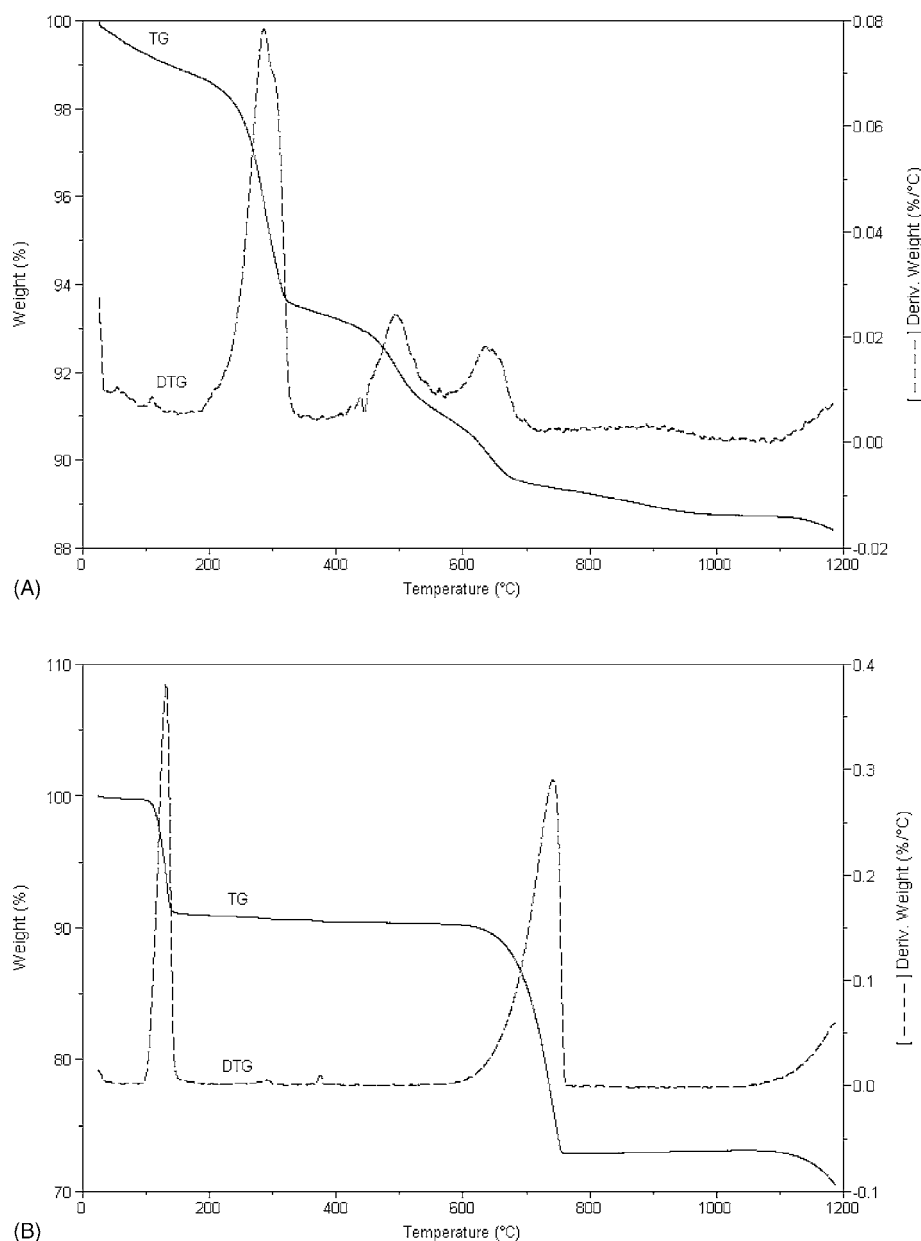 100
98
96
94
92
90
88
Weight (%)
TG
DTG
0.08
0.06
0.04
0.02
0.00
-0.02
[ ----- ] Deriv. Weight (%/°C)
0 200 400 600 800 1000 1200
Temperature (°C)
(A)
110
100
90
80
70
Weight (%)
TG
DTG
0.4
0.3
0.2
0.1
0.0
-0.1
[ ----- ] Deriv. Weight (%/°C)
0 200 400 600 800 1000 1200
Temperature (°C)
(B)